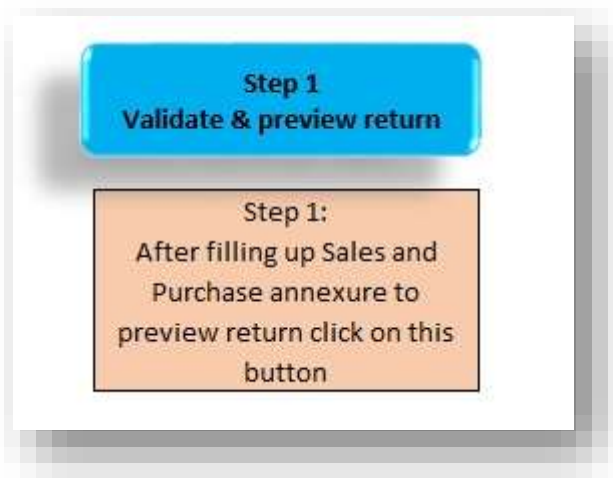 Step 1
Validate & preview return
Step 1:
After filling up Sales and
Purchase annexure to
preview return click on this
button